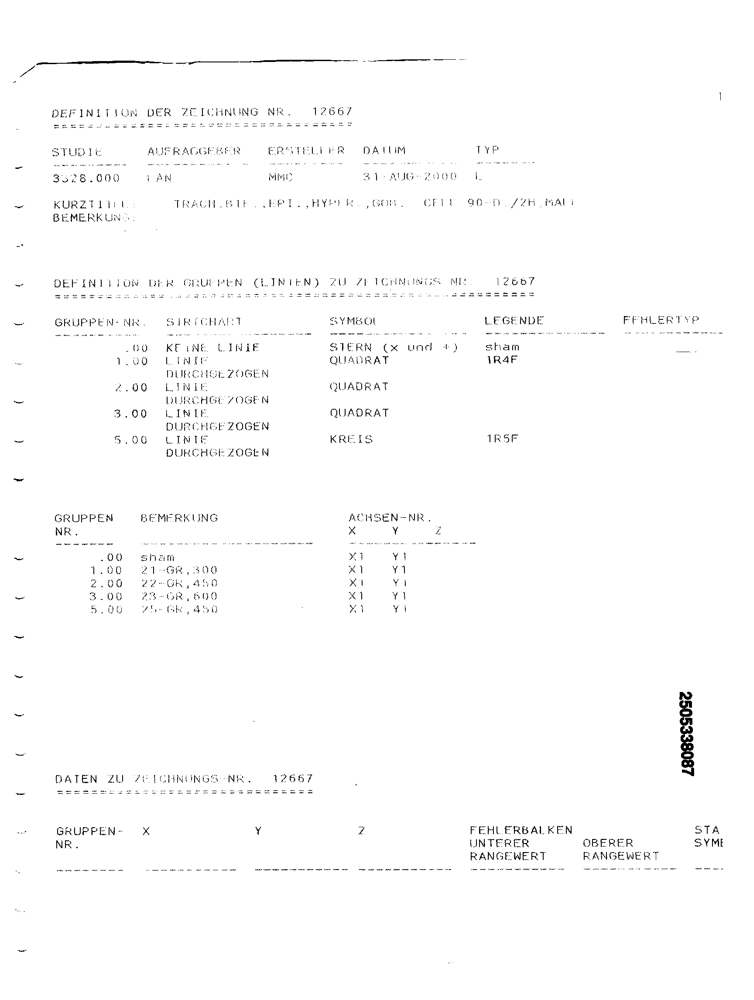 1
DEFINITION DER ZEICHNUNG NR. 12667
STUDIE AUFRAGGEBER ERSTELLER DATUM TYP
3328.000 MMC 31-AUG-2000 L
KURZTITEL: TRACH.BIF.,EPI.,HYPER.,GOB. CELL 90-D./2H,MALE
BEMERKUNG:
DEFINITION DER GRUPPEN (LINIEN) ZU ZEICHNUNGS NR. 12667
GRUPPEN-NR. STRICHART SYMBOL LEGENDE FEHLERTYP
.00 KEINE LINIE STERN (x und +) sham
1.00 LINIE QUADRAT 1R4F
DURCHGEZOGEN
2.00 LINIE QUADRAT
DURCHGEZOGEN
3.00 LINIE QUADRAT
DURCHGEZOGEN
5.00 LINIE KREIS 1R5F
DURCHGEZOGEN
GRUPPEN BEMERKUNG ACHSEN-NR.
NR. X Y Z
.00 sham X1 Y1
1.00 21-GR,300 X1 Y1
2.00 22-GR,450 X1 Y1
3.00 23-GR,600 X1 Y1
5.00 25-GR,450 X1 Y1
2505338087
DATEN ZU ZEICHNUNGS-NR. 12667
GRUPPEN- X Y Z FEHLERBALKEN STA
NR. UNTERER OBERER SYMB
RANGEWERT RANGEWERT